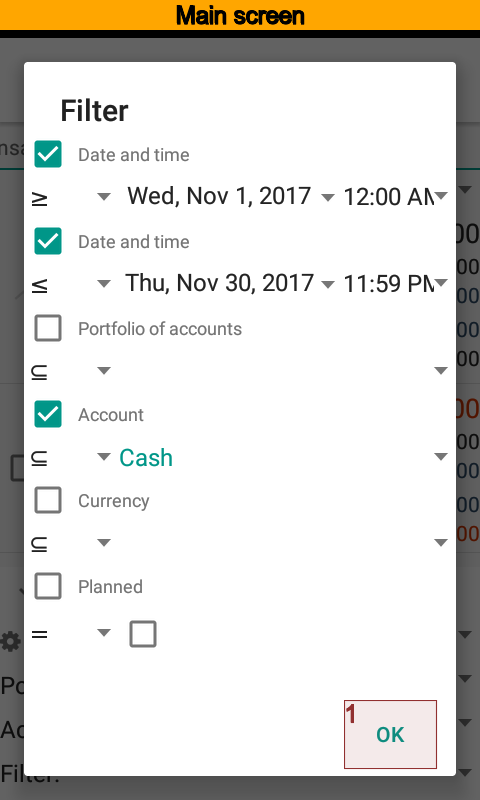 Main screen
Filter
Date and time
≥ Wed, Nov 1, 2017 12:00 AM
Date and time
≤ Thu, Nov 30, 2017 11:59 PM
Portfolio of accounts
⊆
Account
⊆ Cash
Currency
⊆
Planned
=
1
OK
Filter: